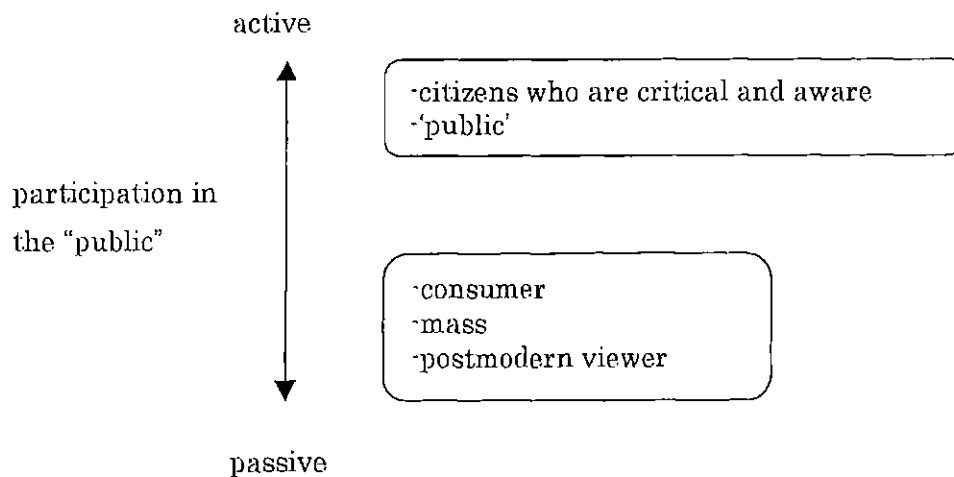 active
-citizens who are critical and aware
-'public'
participation in
the "public"
-consumer
-mass
-postmodern viewer
passive